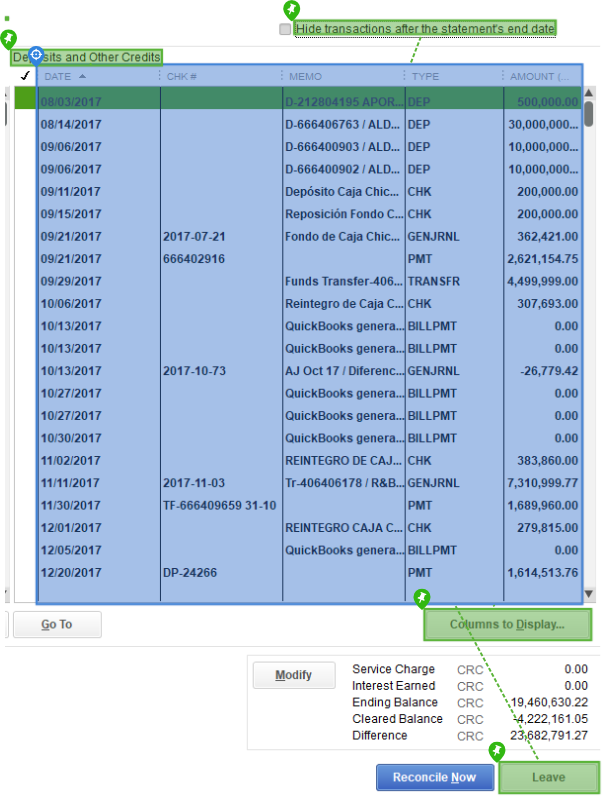 Hide transactions after the statement's end date
Deposits and Other Credits
✓ DATE CHK # MEMO TYPE AMOUNT (...
08/03/2017 D-212804195 APOR... DEP 500,000.00
08/14/2017 D-666406763 / ALD... DEP 30,000,000...
09/06/2017 D-666400903 / ALD... DEP 10,000,000...
09/06/2017 D-666400902 / ALD... DEP 10,000,000...
09/11/2017 Depósito Caja Chic... CHK 200,000.00
09/15/2017 Reposición Fondo C... CHK 200,000.00
09/21/2017 2017-07-21 Fondo de Caja Chic... GENJRNL 362,421.00
09/21/2017 666402916 PMT 2,621,154.75
09/29/2017 Funds Transfer-406... TRANSFR 4,499,999.00
10/06/2017 Reintegro de Caja C... CHK 307,693.00
10/13/2017 QuickBooks genera... BILLPMT 0.00
10/13/2017 QuickBooks genera... BILLPMT 0.00
10/13/2017 2017-10-73 AJ Oct 17 / Diferenc... GENJRNL -26,779.42
10/27/2017 QuickBooks genera... BILLPMT 0.00
10/27/2017 QuickBooks genera... BILLPMT 0.00
10/30/2017 QuickBooks genera... BILLPMT 0.00
11/02/2017 REINTEGRO DE CAJ... CHK 383,860.00
11/11/2017 2017-11-03 Tr-406406178 / R&B... GENJRNL 7,310,999.77
11/30/2017 TF-666409659 31-10 PMT 1,689,960.00
12/01/2017 REINTEGRO CAJA C... CHK 279,815.00
12/05/2017 QuickBooks genera... BILLPMT 0.00
12/20/2017 DP-24266 PMT 1,614,513.76
Go To Columns to Display...
Modify
Service Charge CRC 0.00
Interest Earned CRC 0.00
Ending Balance CRC 19,460,630.22
Cleared Balance CRC -4,222,161.05
Difference CRC 23,682,791.27
Reconcile Now Leave